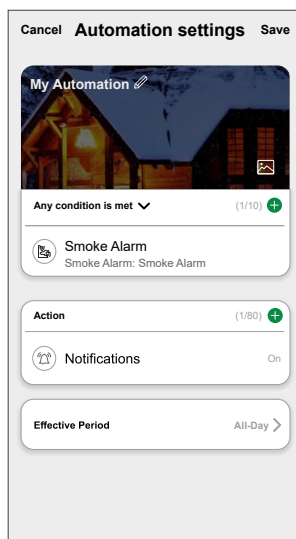 Cancel Automation settings Save
My Automation
Any condition is met (1/10)
Smoke Alarm
Smoke Alarm: Smoke Alarm
Action (1/80)
Notifications On
Effective Period All-Day